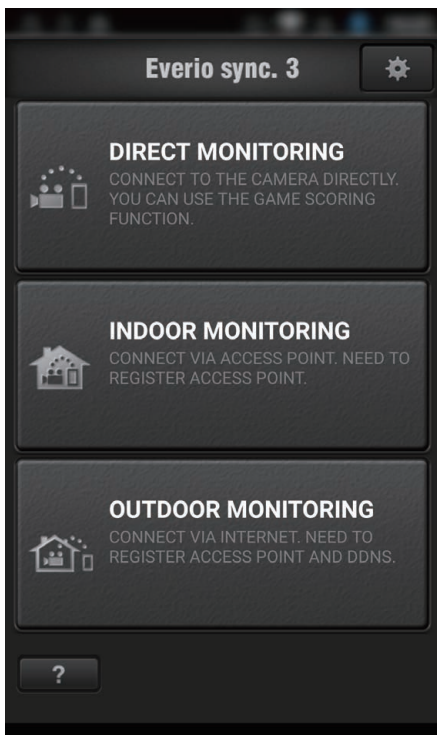 Everio sync. 3
DIRECT MONITORING
CONNECT TO THE CAMERA DIRECTLY.
YOU CAN USE THE GAME SCORING
FUNCTION.
INDOOR MONITORING
CONNECT VIA ACCESS POINT. NEED TO
REGISTER ACCESS POINT.
OUTDOOR MONITORING
CONNECT VIA INTERNET. NEED TO
REGISTER ACCESS POINT AND DDNS.
?